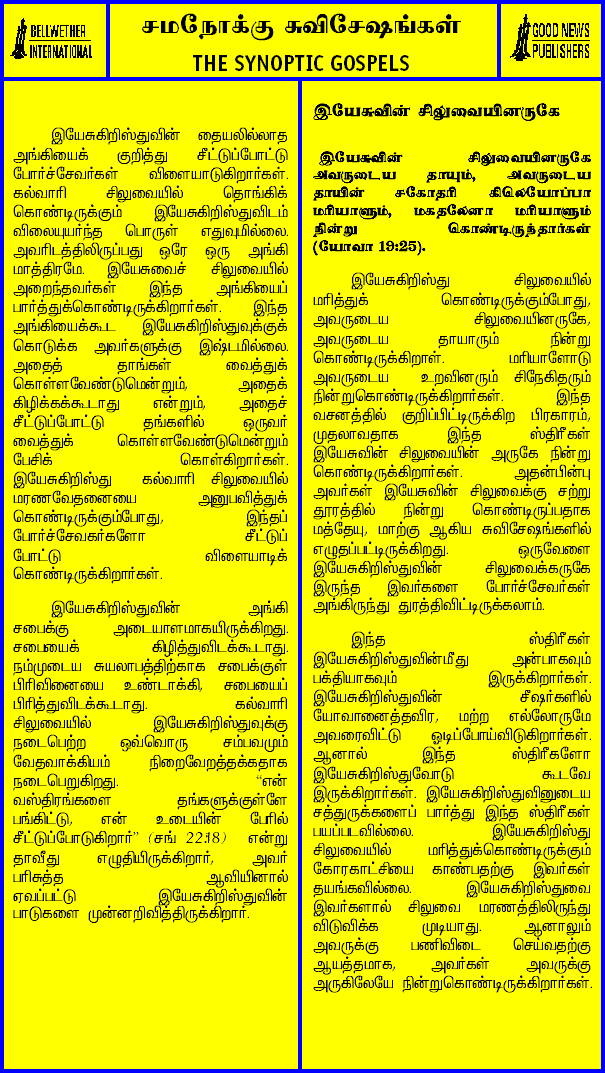 BELLWETHER
INTERNATIONAL
சமநோக்கு சுவிசேஷங்கள்
THE SYNOPTIC GOSPELS
GOOD NEWS
PUBLISHERS
இயேசுகிறிஸ்துவின் தையலில்லாத
அங்கியைக் குறித்து சீட்டுப்போட்டு
போர்ச்சேவர்கள் விளையாடுகிறார்கள்.
கல்வாரி சிலுவையில் தொங்கிக்
கொண்டிருக்கும் இயேசுகிறிஸ்துவிடம்
விலையுயர்ந்த பொருள் எதுவுமில்லை.
அவரிடத்திலிருப்பது ஒரே ஒரு அங்கி
மாத்திரமே. இயேசுவைச் சிலுவையில்
அறைந்தவர்கள் இந்த அங்கியைப்
பார்த்துக்கொண்டிருக்கிறார்கள். இந்த
அங்கியைக்கூட இயேசுகிறிஸ்துவுக்குக்
கொடுக்க அவர்களுக்கு இஷ்டமில்லை.
அதைத் தாங்கள் வைத்துக்
கொள்ளவேண்டுமென்றும், அதைக்
கிழிக்கக்கூடாது என்றும், அதைச்
சீட்டுப்போட்டு தங்களில் ஒருவர்
வைத்துக் கொள்ளவேண்டுமென்றும்
பேசிக் கொள்கிறார்கள்.
இயேசுகிறிஸ்து கல்வாரி சிலுவையில்
மரணவேதனையை அனுபவித்துக்
கொண்டிருக்கும்போது, இந்தப்
போர்ச்சேவகர்களோ சீட்டுப்
போட்டு விளையாடிக்
கொண்டிருக்கிறார்கள்.
இயேசுகிறிஸ்துவின் அங்கி
சபைக்கு அடையாளமாகயிருக்கிறது.
சபையைக் கிழித்துவிடக்கூடாது.
நம்முடைய சுயலாபத்திற்காக சபைக்குள்
பிரிவினையை உண்டாக்கி, சபையைப்
பிரித்துவிடக்கூடாது. கல்வாரி
சிலுவையில் இயேசுகிறிஸ்துவுக்கு
நடைபெற்ற ஒவ்வொரு சம்பவமும்
வேதவாக்கியம் நிறைவேறத்தக்கதாக
நடைபெறுகிறது. “என்
வஸ்திரங்களை தங்களுக்குள்ளே
பங்கிட்டு, என் உடையின் பேரில்
சீட்டுப்போடுகிறார்” (சங் 22:18) என்று
தாவீது எழுதியிருக்கிறார், அவர்
பரிசுத்த ஆவியினால்
ஏவப்பட்டு இயேசுகிறிஸ்துவின்
பாடுகளை முன்னறிவித்திருக்கிறார்.
இயேசுவின் சிலுவையினருகே
இயேசுவின் சிலுவையினருகே
அவருடைய தாயும், அவருடைய
தாயின் சகோதரி கிலெயோப்பா
மரியாளும், மகதலேனா மரியாளும்
நின்று கொண்டிருந்தார்கள்
(யோவா 19:25).
இயேசுகிறிஸ்து சிலுவையில்
மரித்துக் கொண்டிருக்கும்போது,
அவருடைய சிலுவையினருகே,
அவருடைய தாயாரும் நின்று
கொண்டிருக்கிறாள். மரியாளோடு
அவருடைய உறவினரும் சிநேகிதரும்
நின்றுகொண்டிருக்கிறார்கள். இந்த
வசனத்தில் குறிப்பிட்டிருக்கிற பிரகாரம்,
முதலாவதாக இந்த ஸ்திரீகள்
இயேசுவின் சிலுவையின் அருகே நின்று
கொண்டிருக்கிறார்கள். அதன்பின்பு
அவர்கள் இயேசுவின் சிலுவைக்கு சற்று
தூரத்தில் நின்று கொண்டிருப்பதாக
மத்தேயு, மாற்கு ஆகிய சுவிசேஷங்களில்
எழுதப்பட்டிருக்கிறது. ஒருவேளை
இயேசுகிறிஸ்துவின் சிலுவைக்கருகே
இருந்த இவர்களை போர்ச்சேவர்கள்
அங்கிருந்து துரத்திவிட்டிருக்கலாம்.
இந்த ஸ்திரீகள்
இயேசுகிறிஸ்துவின்மீது அன்பாகவும்
பக்தியாகவும் இருக்கிறார்கள்.
இயேசுகிறிஸ்துவின் சீஷர்களில்
யோவானைத்தவிர, மற்ற எல்லோருமே
அவரைவிட்டு ஓடிப்போய்விடுகிறார்கள்.
ஆனால் இந்த ஸ்திரீகளோ
இயேசுகிறிஸ்துவோடு கூடவே
இருக்கிறார்கள். இயேசுகிறிஸ்துவினுடைய
சத்துருக்களைப் பார்த்து இந்த ஸ்திரீகள்
பயப்படவில்லை. இயேசுகிறிஸ்து
சிலுவையில் மரித்துக்கொண்டிருக்கும்
கோரகாட்சியை காண்பதற்கு இவர்கள்
தயங்கவில்லை. இயேசுகிறிஸ்துவை
இவர்களால் சிலுவை மரணத்திலிருந்து
விடுவிக்க முடியாது. ஆனாலும்
அவருக்கு பணிவிடை செய்வதற்கு
ஆயத்தமாக, அவர்கள் அவருக்கு
அருகிலேயே நின்றுகொண்டிருக்கிறார்கள்.